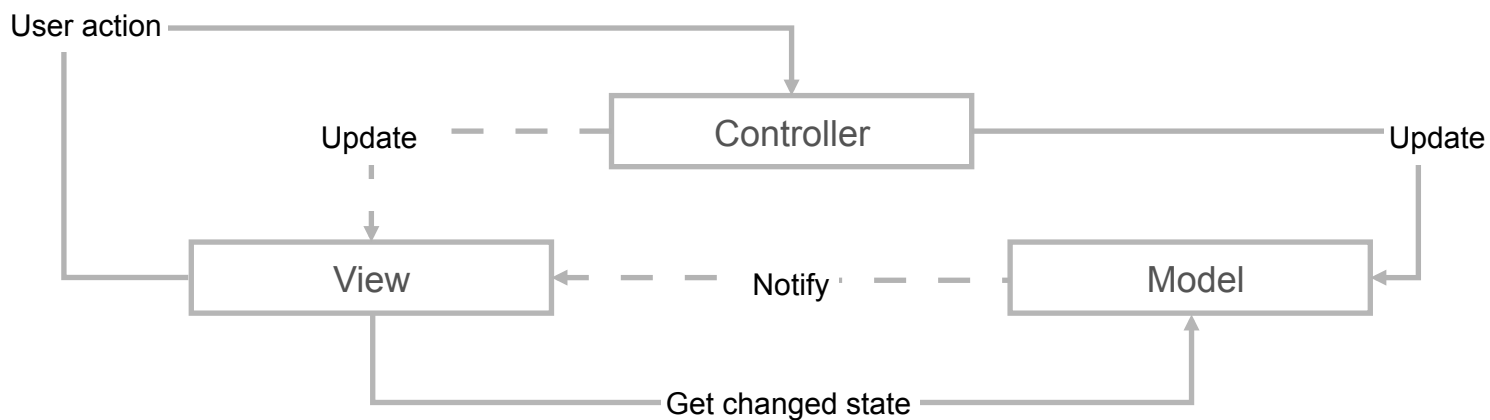 User action
Controller
Update
Update
View
Notify
Model
Get changed state